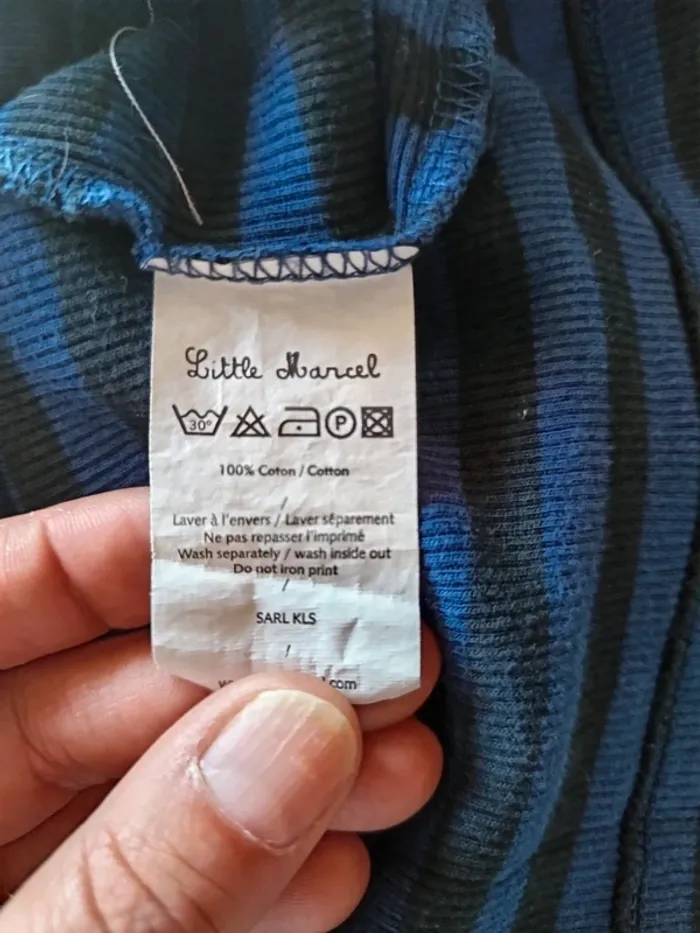 Little Marcel
30°
P
100% Coton / Cotton
/
Laver à l'envers / Laver séparement
Ne pas repasser l'imprimé
Wash separately / wash inside out
Do not iron print
/
SARL KLS
/
.com